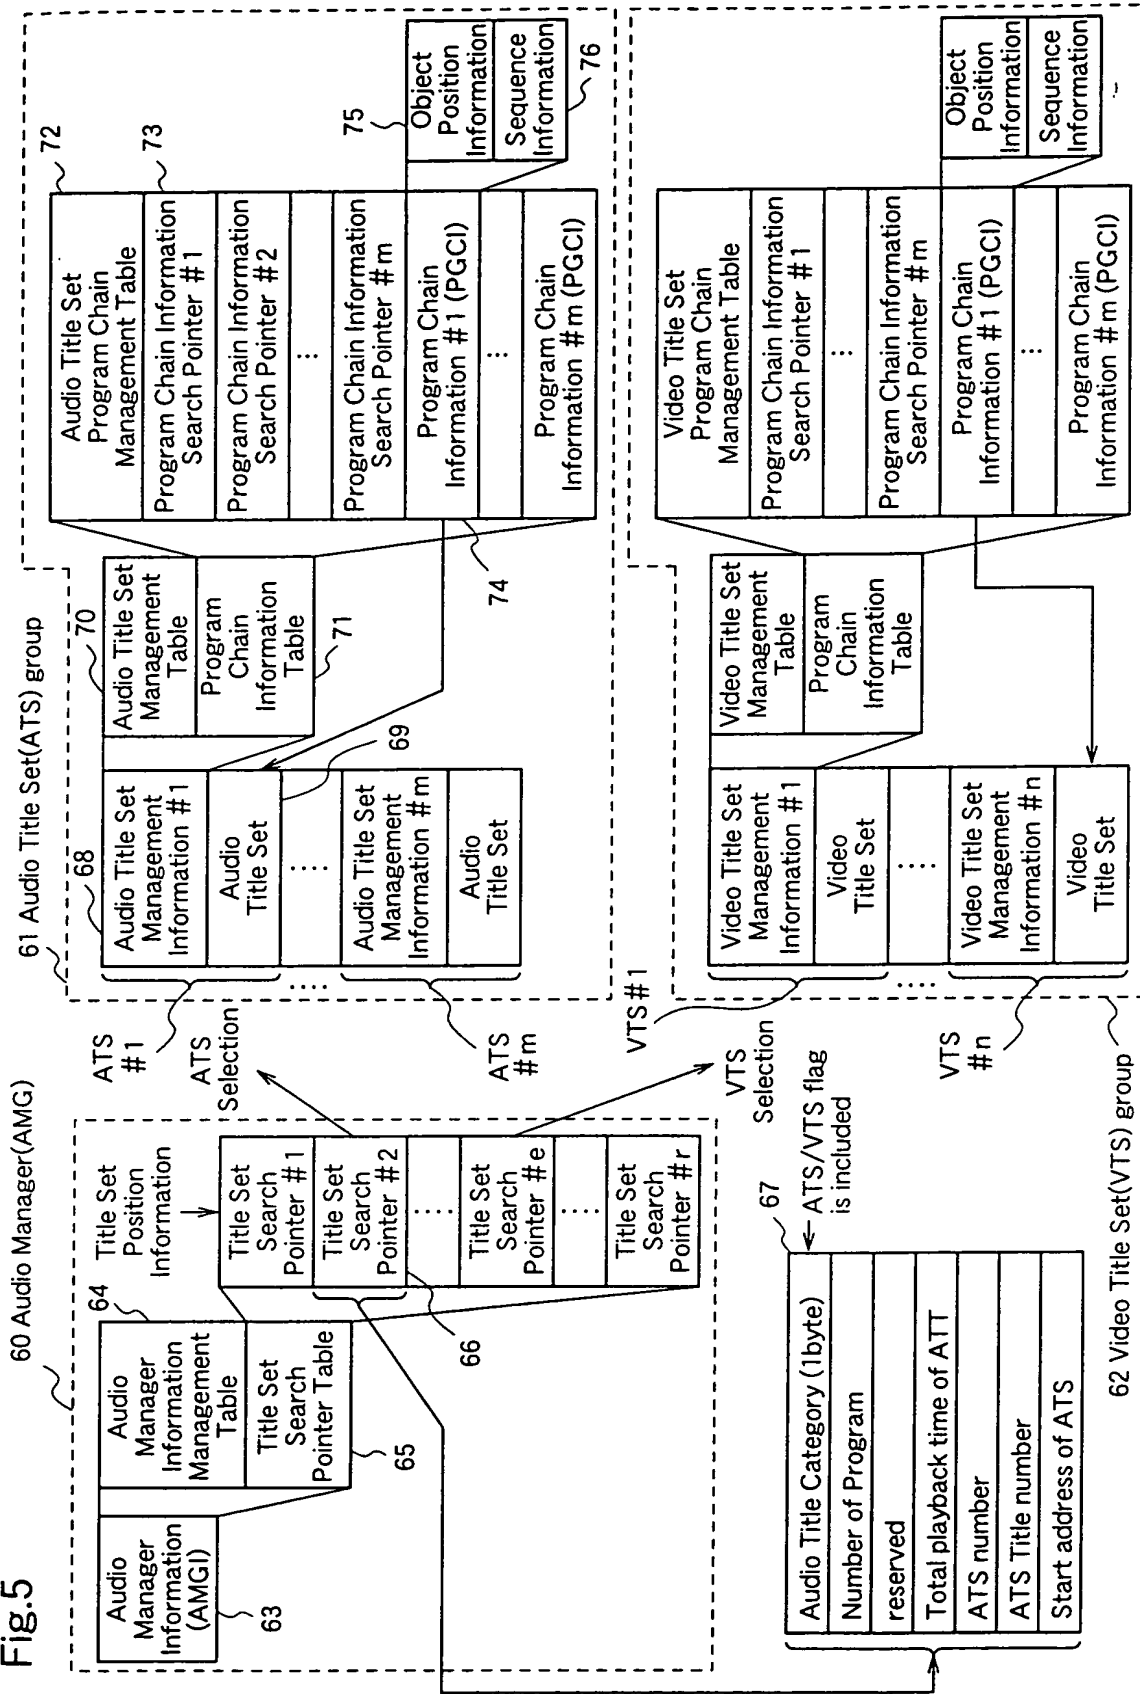 Fig.5
60 Audio Manager(AMG)
Audio
Manager
Information
(AMGI)
63
64
Audio
Manager
Information
Management
Table
Title Set
Search
Pointer Table
65
Title Set
Position
Information
Title Set
Search
Pointer #1
Title Set
Search
Pointer #2
.....
Title Set
Search
Pointer #e
.....
Title Set
Search
Pointer #r
66
ATS
Selection
VTS
Selection
67
ATS/VTS flag
is included
Audio Title Category (1byte)
Number of Program
reserved
Total playback time of ATT
ATS number
ATS Title number
Start address of ATS
61 Audio Title Set(ATS) group
ATS
#1
.....
ATS
#m
68
Audio Title Set
Management
Information #1
Audio
Title Set
.....
Audio Title Set
Management
Information #m
Audio
Title Set
69
70
Audio Title Set
Management
Table
Program
Chain
Information
Table
71
72
Audio Title Set
Program Chain
Management Table
73
Program Chain Information
Search Pointer #1
Program Chain Information
Search Pointer #2
...
Program Chain Information
Search Pointer #m
Program Chain
Information #1 (PGCI)
...
Program Chain
Information #m (PGCI)
74
75
Object
Position
Information
Sequence
Information
76
62 Video Title Set(VTS) group
VTS#1
.....
VTS
#n
Video Title Set
Management
Information #1
Video
Title Set
.....
Video Title Set
Management
Information #n
Video
Title Set
Video Title Set
Management
Table
Program
Chain
Information
Table
Video Title Set
Program Chain
Management Table
Program Chain Information
Search Pointer #1
...
Program Chain Information
Search Pointer #m
Program Chain
Information #1 (PGCI)
...
Program Chain
Information #m (PGCI)
Object
Position
Information
Sequence
Information